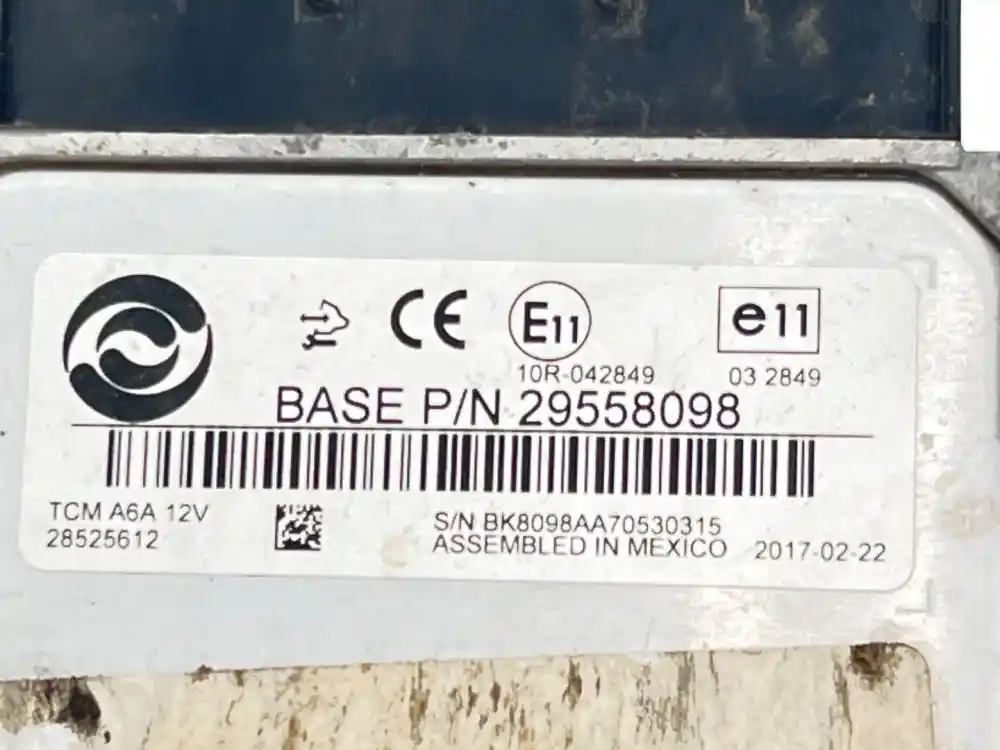 CE E11 e11
10R-042849 03 2849
BASE P/N 29558098
TCM A6A 12V
28525612
S/N BK8098AA70530315
ASSEMBLED IN MEXICO 2017-02-22